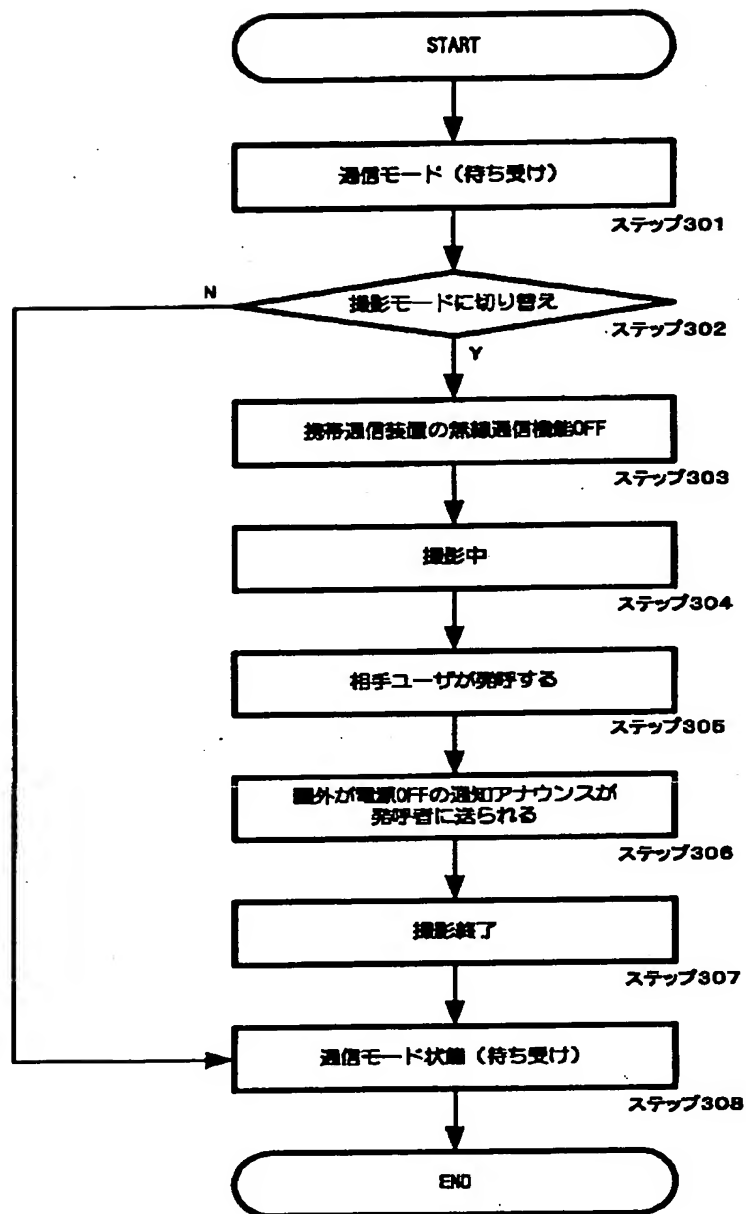 START
通信モード（待ち受け）
ステップ301
N
撮影モードに切り替え
ステップ302
Y
携帯通信装置の無線通信機能OFF
ステップ303
撮影中
ステップ304
相手ユーザが発呼する
ステップ305
圏外が電源OFFの通知アナウンスが
発呼者に送られる
ステップ306
撮影終了
ステップ307
通信モード状態（待ち受け）
ステップ308
END